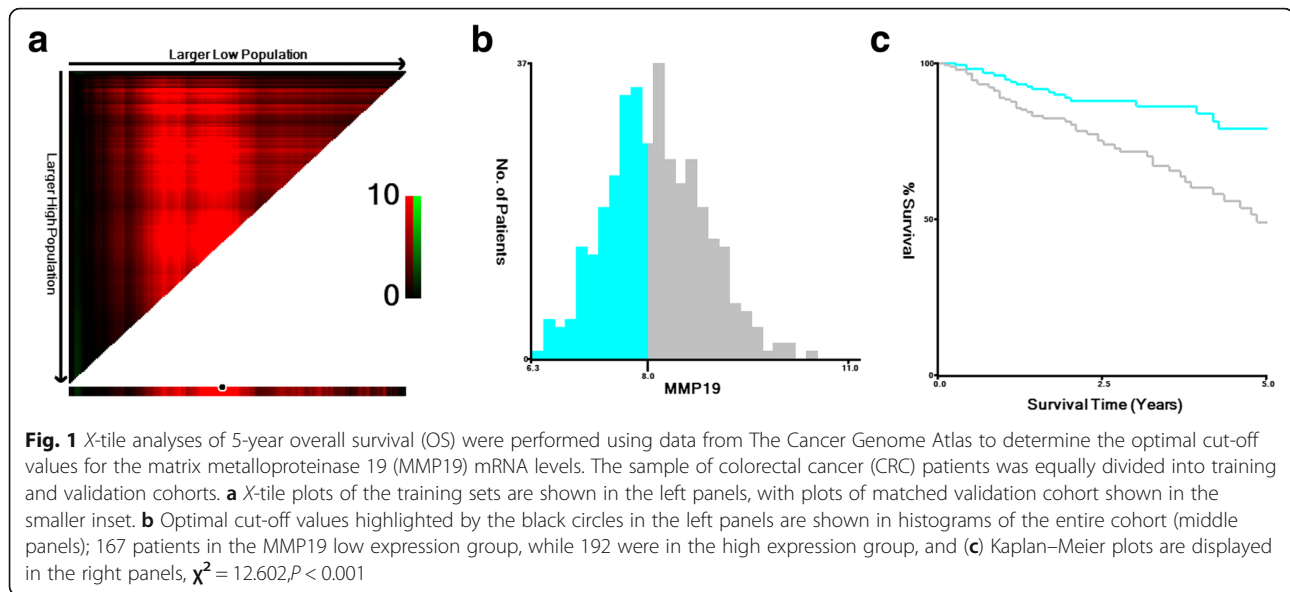 a
Larger Low Population
Larger High Population
10
0
b
37
No. of Patients
0
6.3
8.0
11.0
MMP19
c
100
% Survival
50
0
0.0
2.5
5.0
Survival Time (Years)
Fig. 1 X-tile analyses of 5-year overall survival (OS) were performed using data from The Cancer Genome Atlas to determine the optimal cut-off
values for the matrix metalloproteinase 19 (MMP19) mRNA levels. The sample of colorectal cancer (CRC) patients was equally divided into training
and validation cohorts. a X-tile plots of the training sets are shown in the left panels, with plots of matched validation cohort shown in the
smaller inset. b Optimal cut-off values highlighted by the black circles in the left panels are shown in histograms of the entire cohort (middle
panels); 167 patients in the MMP19 low expression group, while 192 were in the high expression group, and (c) Kaplan–Meier plots are displayed
in the right panels, χ² = 12.602,P < 0.001